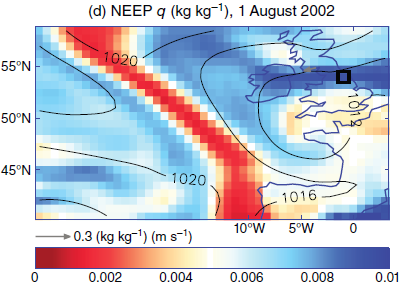 (d) NEEP q (kg kg⁻¹), 1 August 2002
1020
55°N
1012
50°N
45°N
1020
1016
10°W 5°W 0
0.3 (kg kg⁻¹) (m s⁻¹)
0 0.002 0.004 0.006 0.008 0.01